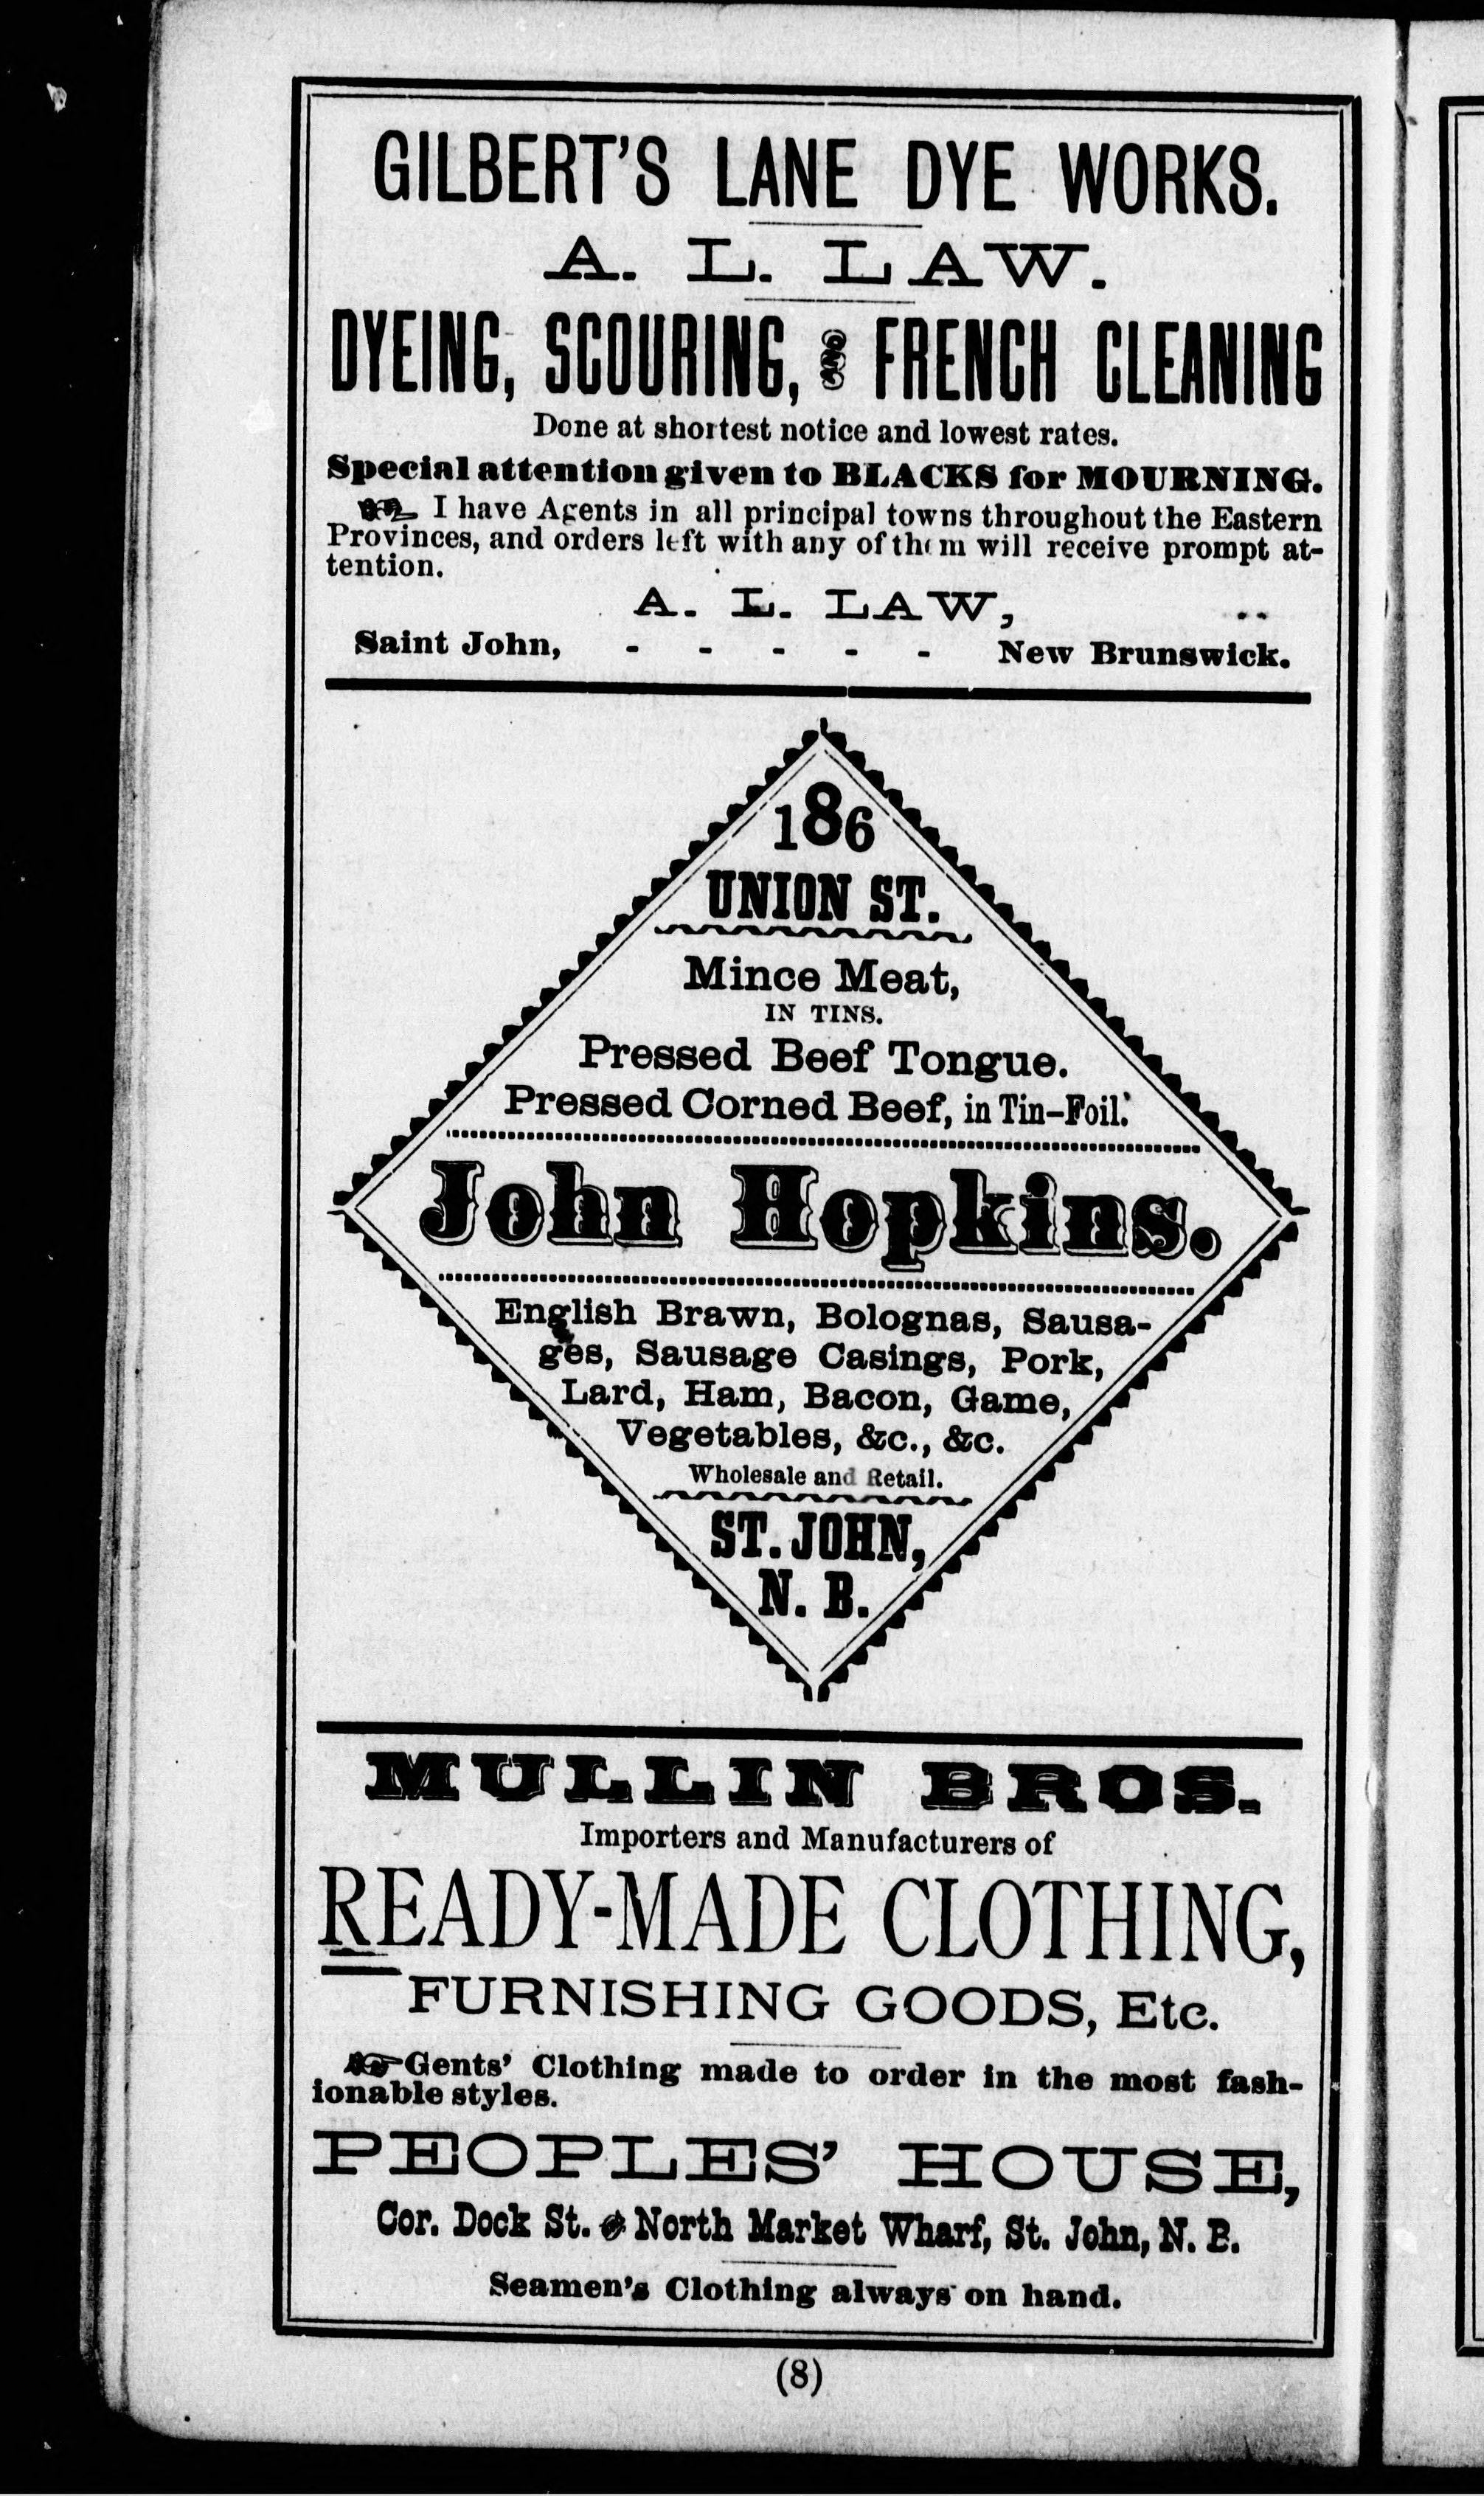 GILBERT'S LANE DYE WORKS.
A. L. LAW.
DYEING, SCOURING, & FRENCH CLEANING
Done at shortest notice and lowest rates.
Special attention given to BLACKS for MOURNING.
I have Agents in all principal towns throughout the Eastern
Provinces, and orders left with any of them will receive prompt at-
tention.
A. L. LAW,
Saint John, - - - - - New Brunswick.
186
UNION ST.
Mince Meat,
IN TINS.
Pressed Beef Tongue.
Pressed Corned Beef, in Tin-Foil.
John Hopkins.
English Brawn, Bolognas, Sausa-
ges, Sausage Casings, Pork,
Lard, Ham, Bacon, Game,
Vegetables, &c., &c.
Wholesale and Retail.
ST. JOHN,
N. B.
MULLIN BROS.
Importers and Manufacturers of
READY-MADE CLOTHING,
FURNISHING GOODS, Etc.
Gents' Clothing made to order in the most fash-
ionable styles.
PEOPLES' HOUSE,
Cor. Dock St. & North Market Wharf, St. John, N. B.
Seamen's Clothing always on hand.
(8)